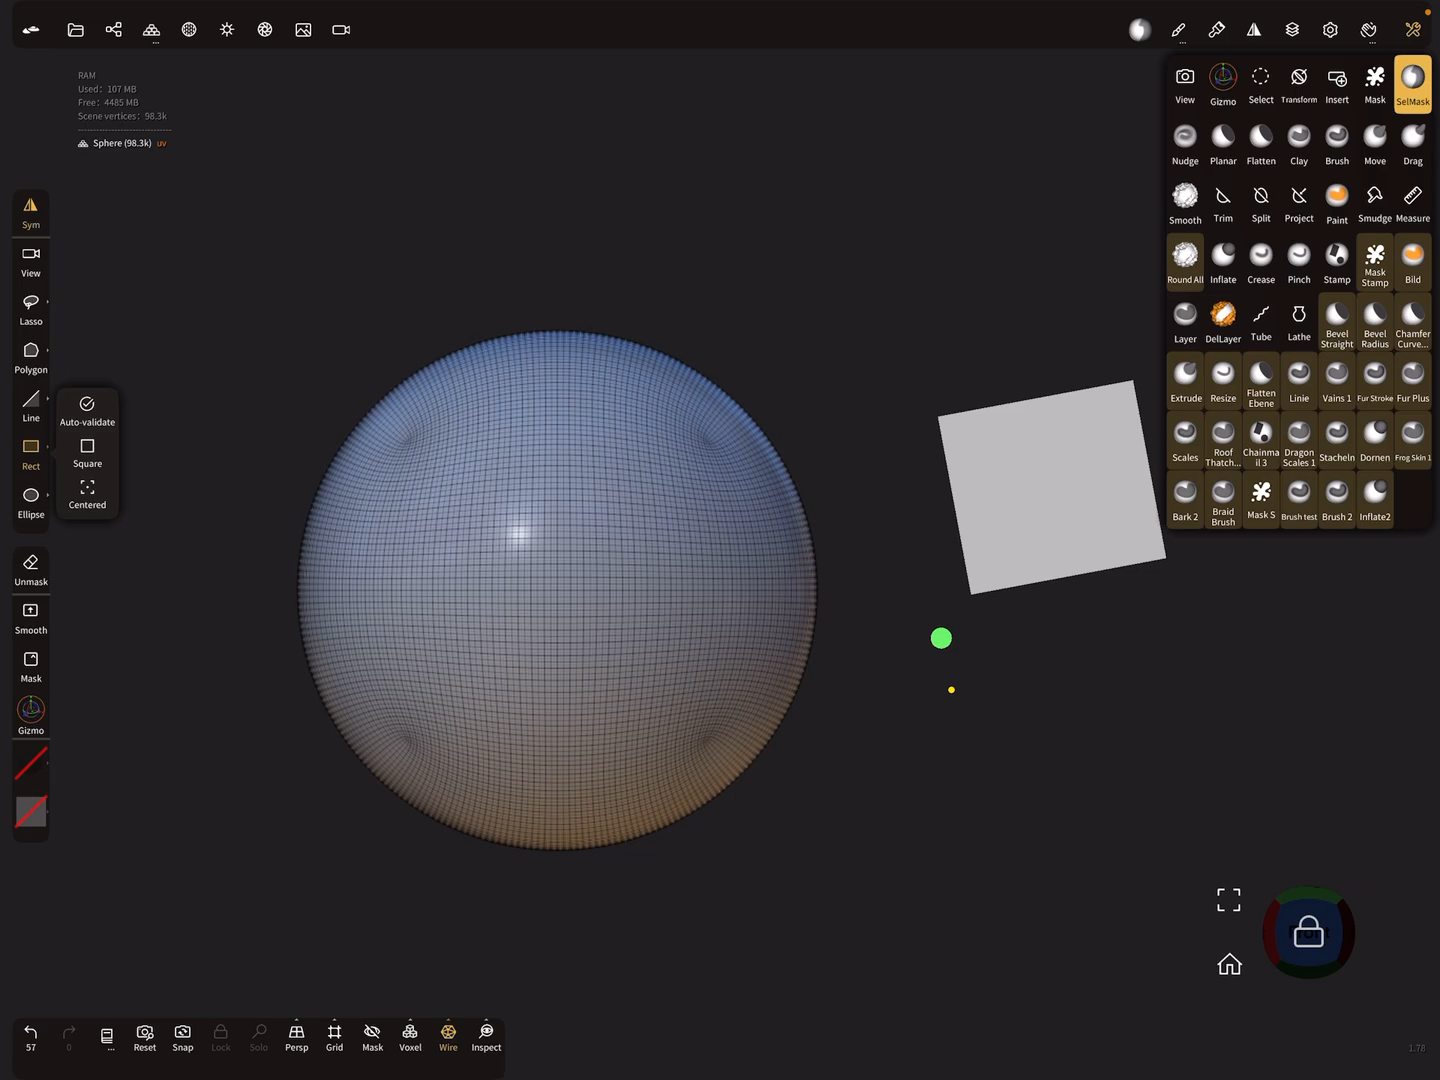 RAM
Used: 107 MB
Free: 4485 MB
Scene vertices: 98.3k
Sphere (98.3k) uv
Sym
View
Lasso
Polygon
Line
Rect
Ellipse
Auto-validate
Square
Centered
Unmask
Smooth
Mask
Gizmo
View Gizmo Select Transform Insert Mask SelMask
Nudge Planar Flatten Clay Brush Move Drag
Smooth Trim Split Project Paint Smudge Measure
Round All Inflate Crease Pinch Stamp Mask Stamp Bild
Layer DelLayer Tube Lathe Bevel Straight Bevel Radius Chamfer Curve...
Extrude Resize Flatten Ebene Linie Vains 1 Fur Stroke Fur Plus
Scales Roof Thatch... Chainmail 3 Dragon Scales 1 Stacheln Dornen Frog Skin 1
Bark 2 Braid Brush Mask S Brush test Brush 2 Inflate2
57 0 ... Reset Snap Lock Solo Persp Grid Mask Voxel Wire Inspect
1.78